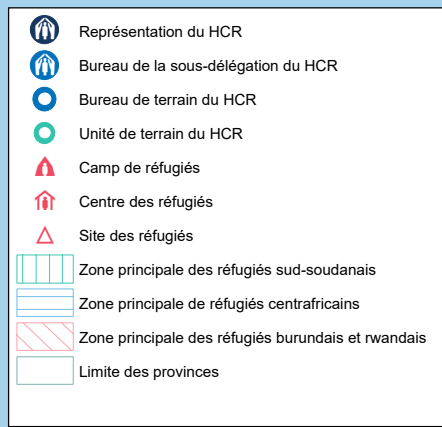 Représentation du HCR
Bureau de la sous-délégation du HCR
Bureau de terrain du HCR
Unité de terrain du HCR
Camp de réfugiés
Centre des réfugiés
Site des réfugiés
Zone principale des réfugiés sud-soudanais
Zone principale de réfugiés centrafricains
Zone principale des réfugiés burundais et rwandais
Limite des provinces